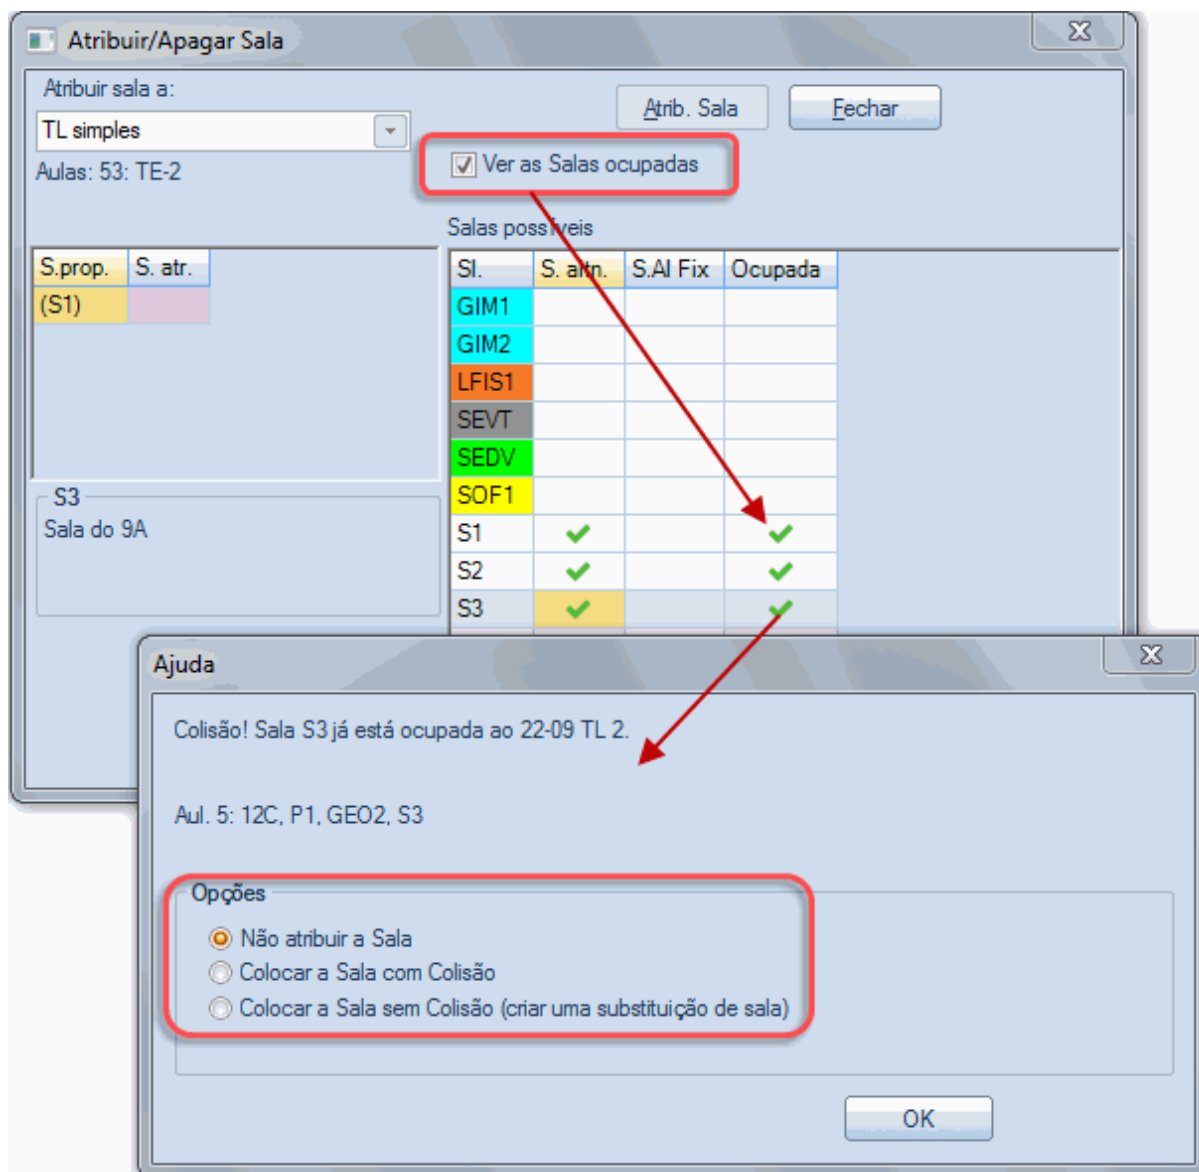 Atribuir/Apagar Sala
Atribuir sala a:
TL simples
Atrib. Sala
Fechar
Aulas: 53: TE-2
Ver as Salas ocupadas
Salas possíveis
S.prop. S. atr.
(S1)
Sl. S. altn. S.Al Fix Ocupada
GIM1
GIM2
LFIS1
SEVT
SEDV
SOF1
S1
S2
S3
S3
Sala do 9A
Ajuda
Colisão! Sala S3 já está ocupada ao 22-09 TL 2.
Aul. 5: 12C, P1, GEO2, S3
Opções
Não atribuir a Sala
Colocar a Sala com Colisão
Colocar a Sala sem Colisão (criar uma substituição de sala)
OK